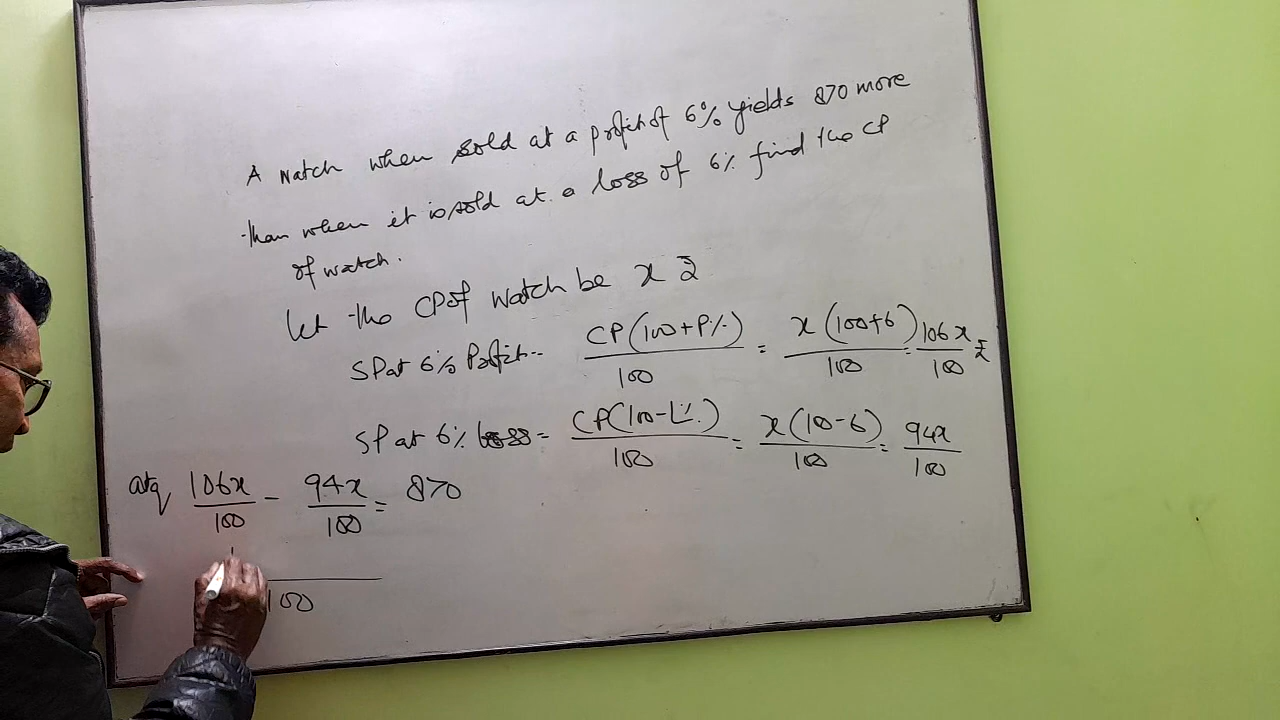 A watch when sold at a profit of 6% yields 870 more
than when it is sold at a loss of 6% find the CP
of watch.
Let the CP of watch be x ₹
SP at 6% Profit-- CP(100+P%)/100 = x(100+6)/100 = 106x/100 ₹
SP at 6% loss = CP(100-L%)/100 = x(100-6)/100 = 94x/100
atq 106x/100 - 94x/100 = 870
100